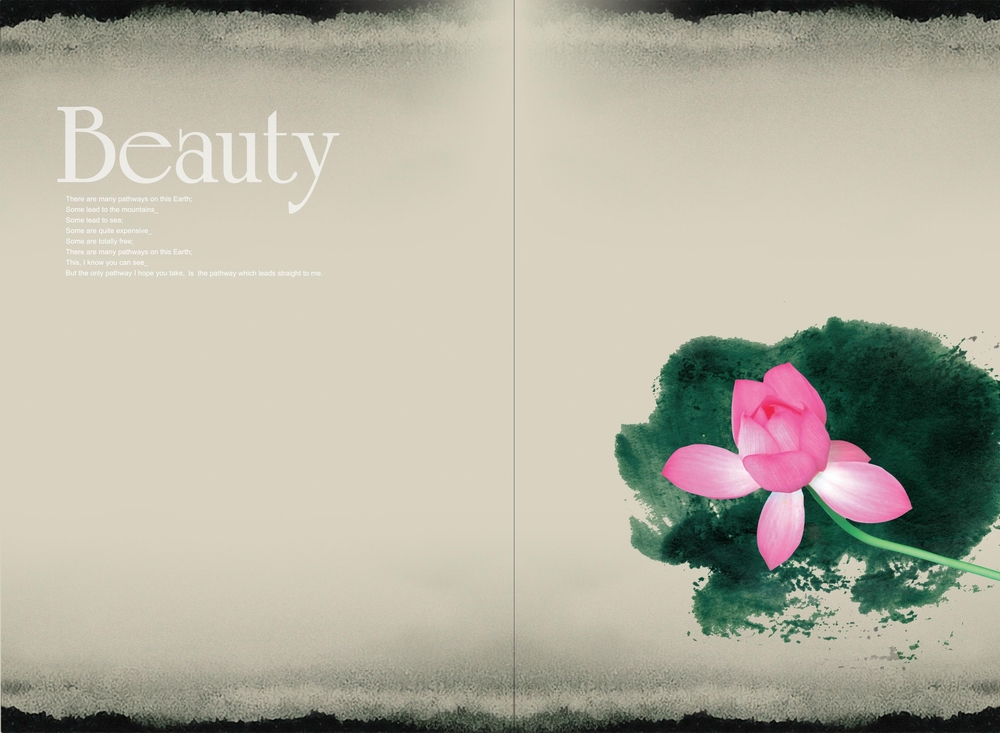 Beauty
There are many pathways on this Earth;
Some lead to the mountains_
Some lead to sea;
Some are quite expensive_
Some are totally free;
There are many pathways on this Earth;
This, I know you can see_
But the only pathway I hope you take, Is the pathway which leads straight to me.